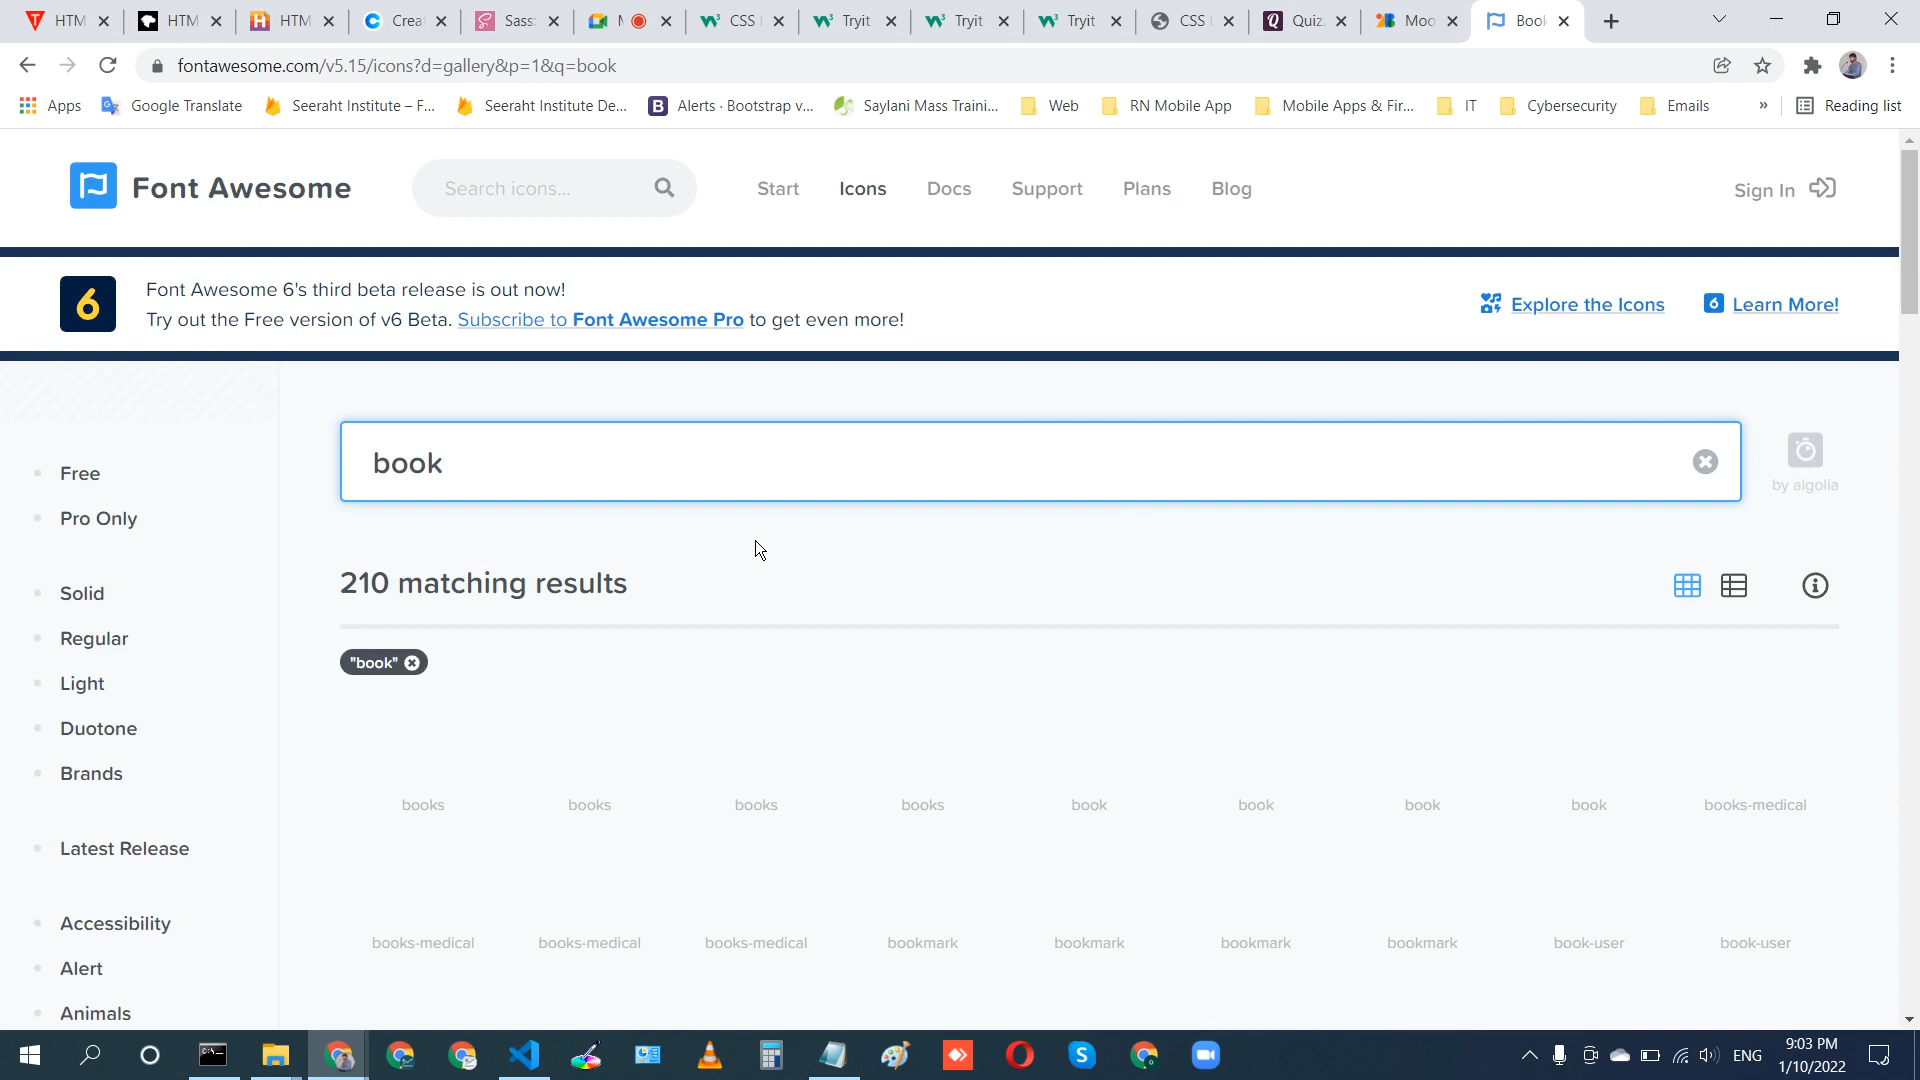 HTM
HTM
HTM
Crea
Sass:
CSS
Tryit
Tryit
Tryit
CSS
Quiz
Moo
Book
fontawesome.com/v5.15/icons?d=gallery&p=1&q=book
Apps
Google Translate
Seeraht Institute – F...
Seeraht Institute De...
Alerts · Bootstrap v...
Saylani Mass Traini...
Web
RN Mobile App
Mobile Apps & Fir...
IT
Cybersecurity
Emails
»
Reading list
Font Awesome
Search icons...
Start
Icons
Docs
Support
Plans
Blog
Sign In
6
Font Awesome 6's third beta release is out now!
Try out the Free version of v6 Beta. Subscribe to Font Awesome Pro to get even more!
Explore the Icons
6
Learn More!
book
by algolia
Free
Pro Only
Solid
Regular
Light
Duotone
Brands
Latest Release
Accessibility
Alert
Animals
210 matching results
"book"
books
books
books
books
book
book
book
book
books-medical
books-medical
books-medical
books-medical
bookmark
bookmark
bookmark
bookmark
book-user
book-user
ENG
9:03 PM
1/10/2022